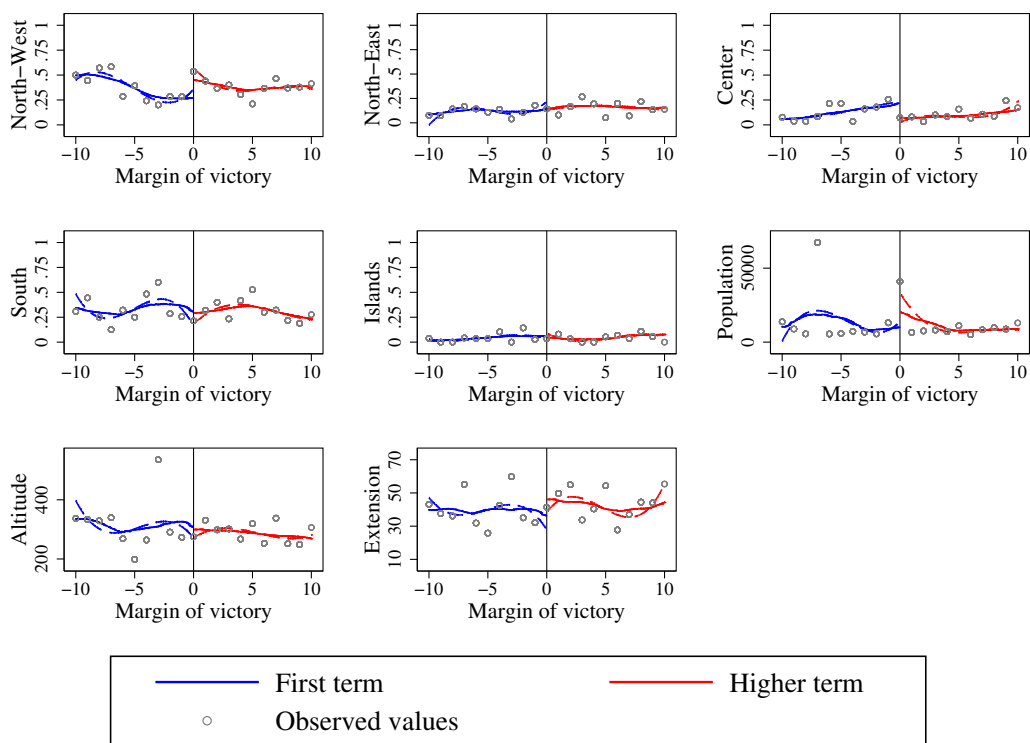 North−West
0 .25 .5 .75 1
−10 −5 0 5 10
Margin of victory
North−East
0 .25 .5 .75 1
−10 −5 0 5 10
Margin of victory
Center
0 .25 .5 .75 1
−10 −5 0 5 10
Margin of victory
South
0 .25 .5 .75 1
−10 −5 0 5 10
Margin of victory
Islands
0 .25 .5 .75 1
−10 −5 0 5 10
Margin of victory
Population
0 50000
−10 −5 0 5 10
Margin of victory
Altitude
200 400
−10 −5 0 5 10
Margin of victory
Extension
10 30 50 70
−10 −5 0 5 10
Margin of victory
First term Higher term
Observed values